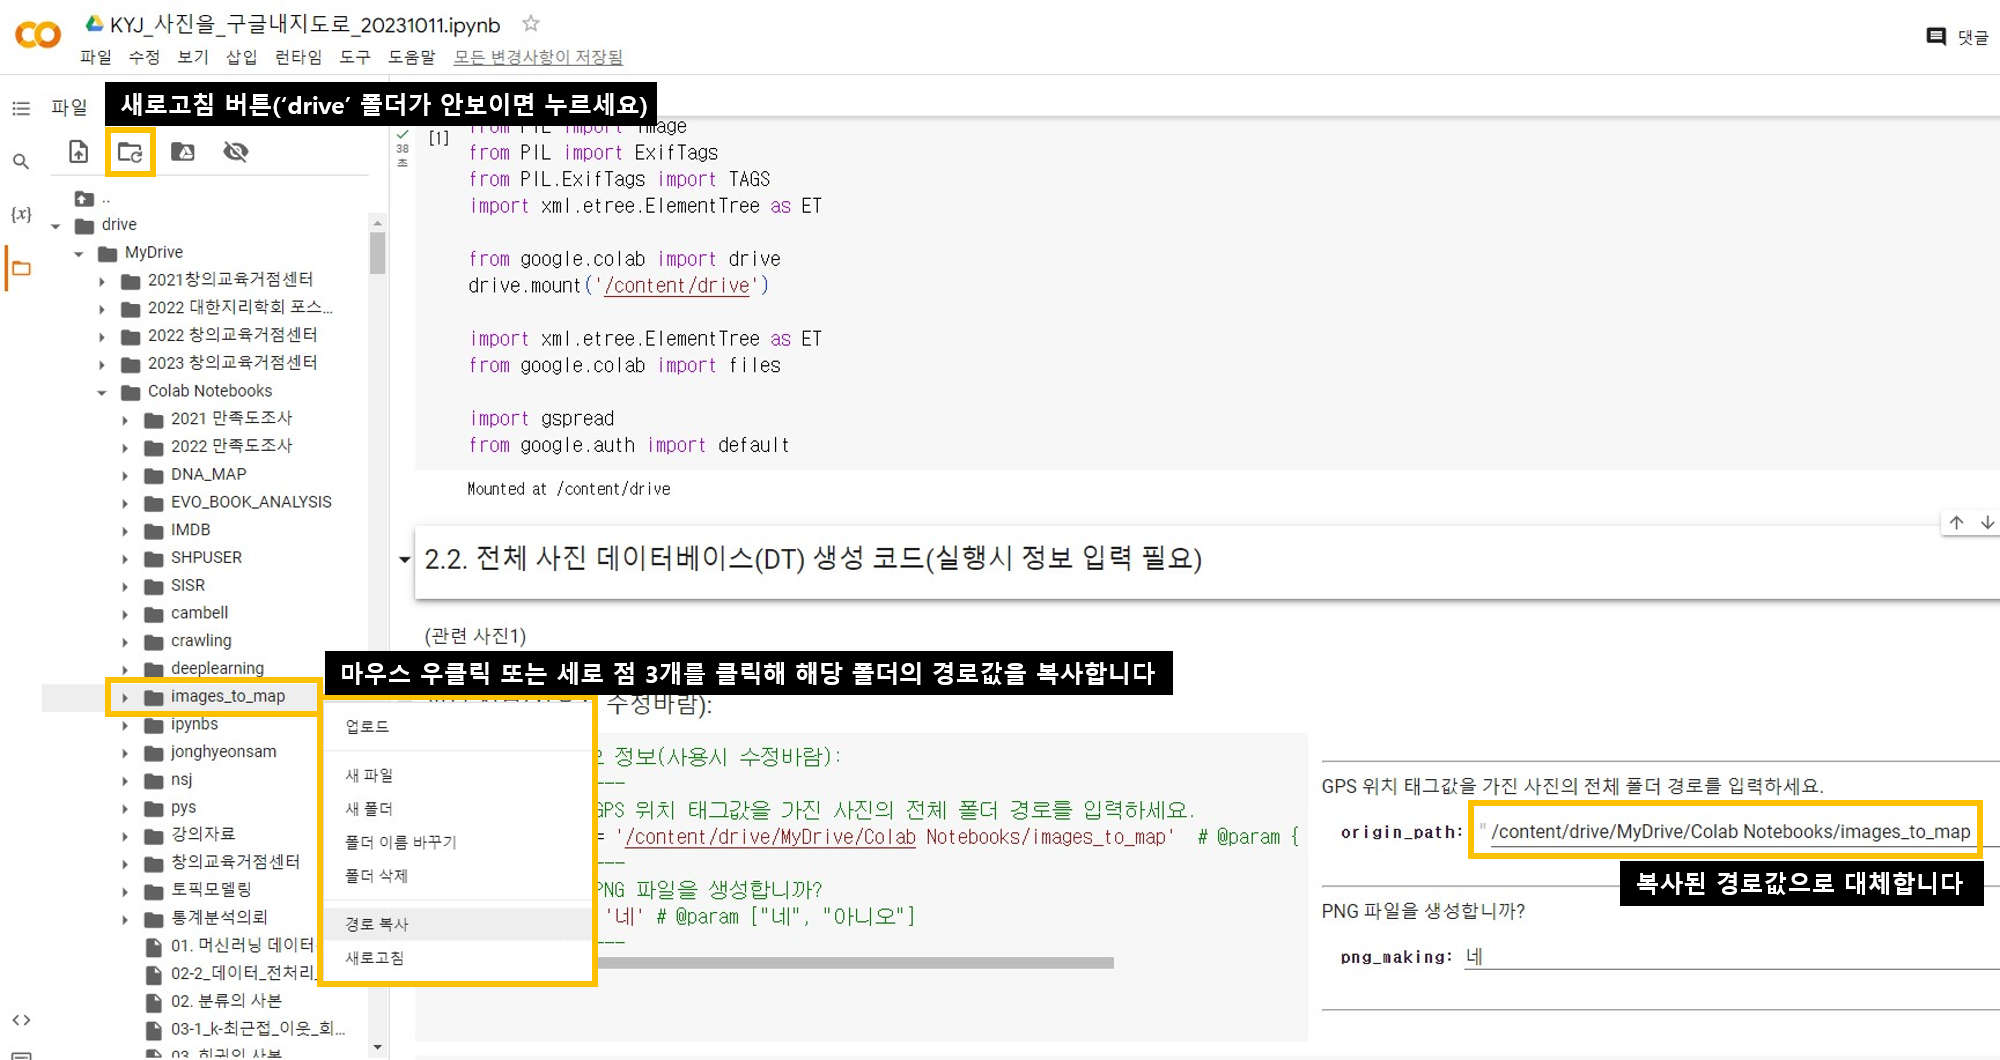 KYJ_사진을_구글내지도로_20231011.ipynb
파일 수정 보기 삽입 런타임 도구 도움말 모든 변경사항이 저장됨
댓글
파일
새로고침 버튼(‘drive’ 폴더가 안보이면 누르세요)
{x}
..
drive
MyDrive
2021창의교육거점센터
2022 대한지리학회 포스...
2022 창의교육거점센터
2023 창의교육거점센터
Colab Notebooks
2021 만족도조사
2022 만족도조사
DNA_MAP
EVO_BOOK_ANALYSIS
IMDB
SHPUSER
SISR
cambell
crawling
deeplearning
images_to_map
ipynbs
jonghyeonsam
nsj
pys
강의자료
창의교육거점센터
토픽모델링
통계분석의뢰
01. 머신러닝 데이터
02-2_데이터_전처리_
02. 분류의 사본
03-1_k-최근접_이웃_회...
03. 회귀의 사본
38
초
[1]
from PIL import Image
from PIL import ExifTags
from PIL.ExifTags import TAGS
import xml.etree.ElementTree as ET
from google.colab import drive
drive.mount('/content/drive')
import xml.etree.ElementTree as ET
from google.colab import files
import gspread
from google.auth import default
Mounted at /content/drive
2.2. 전체 사진 데이터베이스(DT) 생성 코드(실행시 정보 입력 필요)
(관련 사진1)
마우스 우클릭 또는 세로 점 3개를 클릭해 해당 폴더의 경로값을 복사합니다
수정바람):
업로드
새 파일
새 폴더
폴더 이름 바꾸기
폴더 삭제
경로 복사
새로고침
정보(사용시 수정바람):
---
GPS 위치 태그값을 가진 사진의 전체 폴더 경로를 입력하세요.
= '/content/drive/MyDrive/Colab Notebooks/images_to_map' # @param {
---
PNG 파일을 생성합니까?
'네' # @param ["네", "아니오"]
---
GPS 위치 태그값을 가진 사진의 전체 폴더 경로를 입력하세요.
origin_path: " /content/drive/MyDrive/Colab Notebooks/images_to_map
복사된 경로값으로 대체합니다
PNG 파일을 생성합니까?
png_making: 네